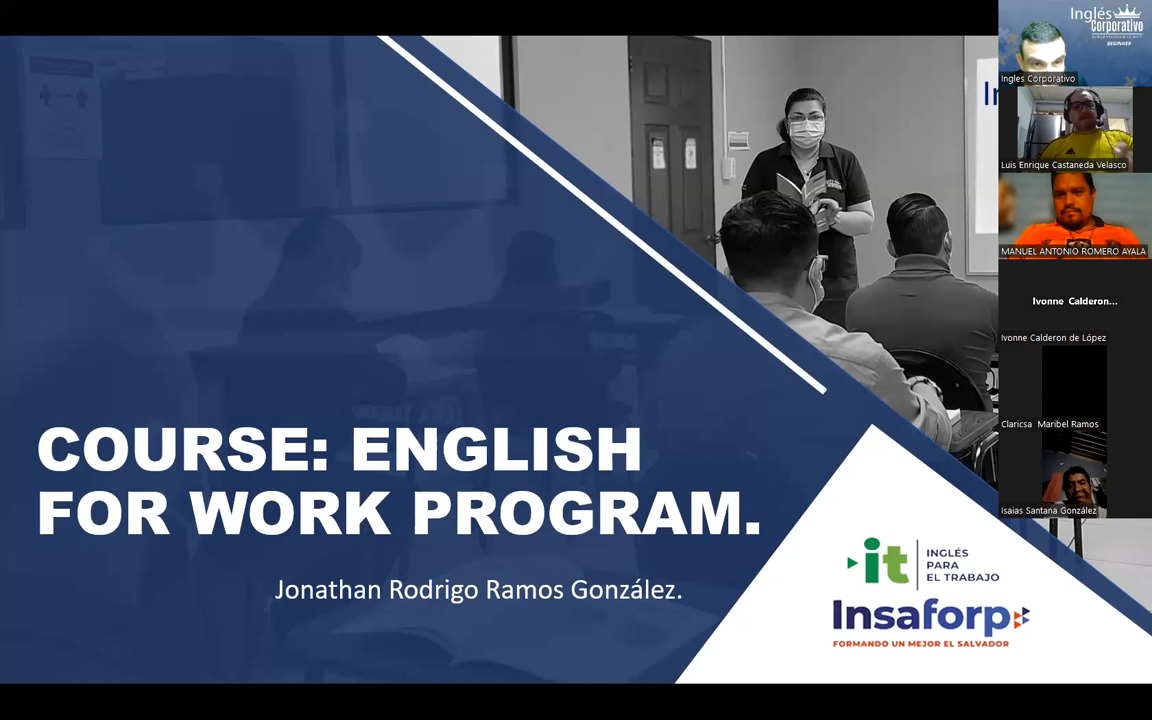 COURSE: ENGLISH
FOR WORK PROGRAM.
Jonathan Rodrigo Ramos González.
it
INGLÉS
PARA
EL TRABAJO
Insaforp
FORMANDO UN MEJOR EL SALVADOR
Inglés
Corporativo
BEGINNER
Ingles Corporativo
Luis Enrique Castaneda Velasco
MANUEL ANTONIO ROMERO AYALA
Ivonne Calderon...
Ivonne Calderon de López
Claricsa Maribel Ramos
Isaias Santana González